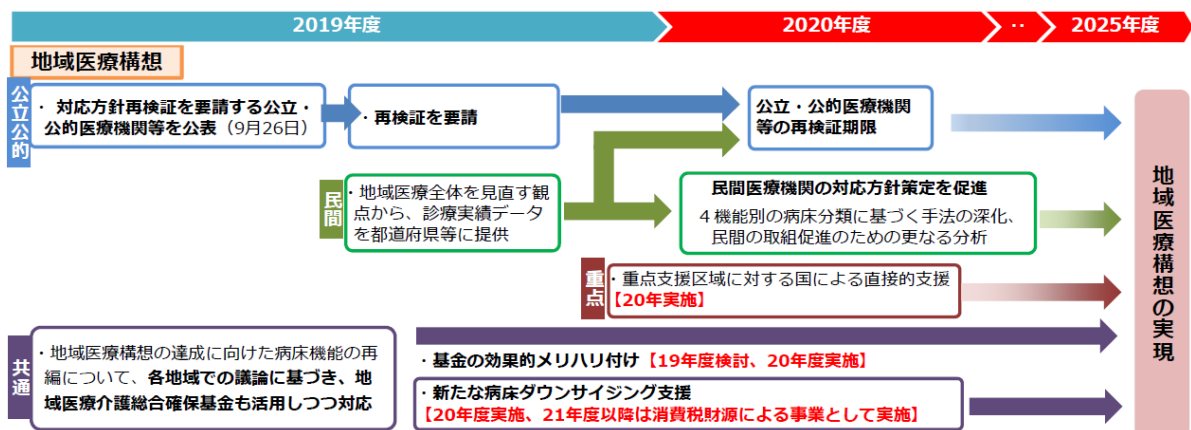 2019年度
2020年度
‥
2025年度
地域医療構想
公立公的
・ 対応方針再検証を要請する公立・
公的医療機関等を公表（9月26日）
・再検証を要請
公立・公的医療機関
等の再検証期限
民間
・地域医療全体を見直す観
点から、診療実績データ
を都道府県等に提供
民間医療機関の対応方針策定を促進
４機能別の病床分類に基づく手法の深化、
民間の取組促進のための更なる分析
重点
・重点支援区域に対する国による直接的支援
【20年実施】
共通
・地域医療構想の達成に向けた病床機能の再
編について、各地域での議論に基づき、地
域医療介護総合確保基金も活用しつつ対応
・基金の効果的メリハリ付け【19年度検討、20年度実施】
・新たな病床ダウンサイジング支援
【20年度実施、21年度以降は消費税財源による事業として実施】
地域医療構想の実現